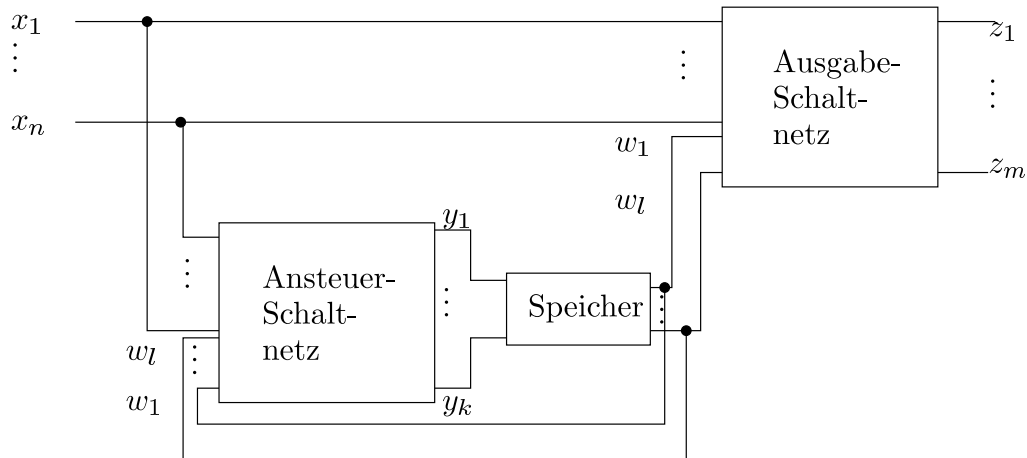 x1
⋮
xn
Ausgabe-
Schalt-
netz
⋮
z1
⋮
zm
w1
wl
Ansteuer-
Schalt-
netz
⋮
wl
⋮
w1
y1
⋮
yk
Speicher
⋮